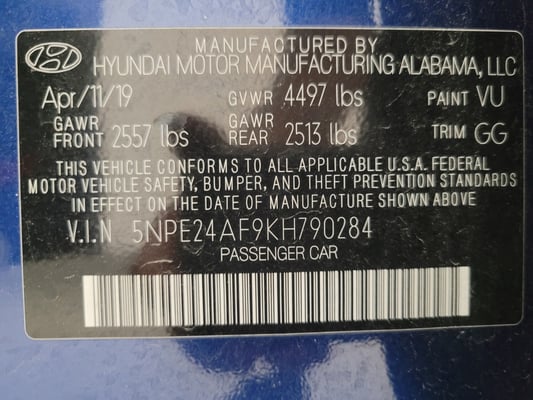 MANUFACTURED BY
HYUNDAI MOTOR MANUFACTURING ALABAMA, LLC
Apr/11/19 GVWR 4497 lbs PAINT VU
GAWR FRONT 2557 lbs GAWR REAR 2513 lbs TRIM GG
THIS VEHICLE CONFORMS TO ALL APPLICABLE U.S.A. FEDERAL
MOTOR VEHICLE SAFETY, BUMPER, AND THEFT PREVENTION STANDARDS
IN EFFECT ON THE DATE OF MANUFACTURE SHOWN ABOVE
V.I.N 5NPE24AF9KH790284
PASSENGER CAR